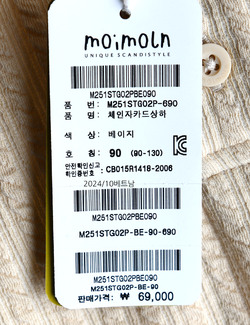 moimoln
UNIQUE SCANDISTYLE
M251STG02PBE090
품 번: M251STG02P-690
품 명: 체인자카드상하
색 상: 베이지
호 칭: 90 (90-130)
안전확인신고
확인증번호 : CB015R1418-2006
2024/10베트남
M251STG02PBE090
M251STG02P-BE-90-690
M251STG02PBE090
M251STG02P-BE-90
판매가격: ₩ 69,000